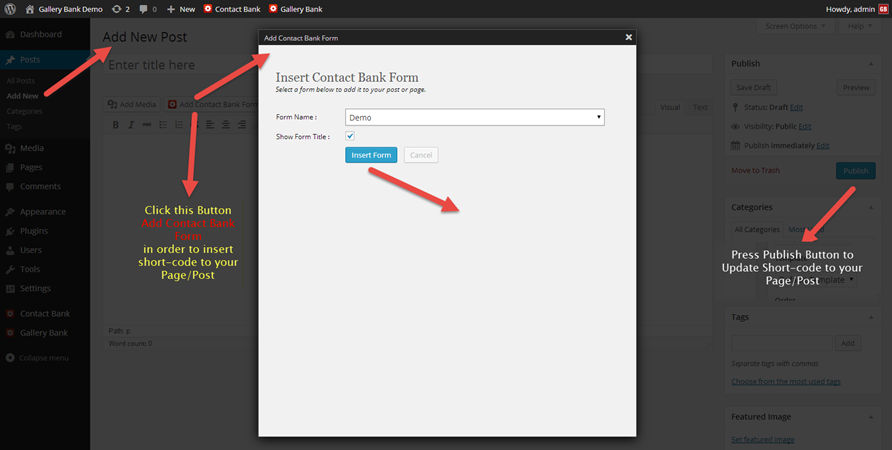 Gallery Bank Demo 2 0 New Contact Bank Gallery Bank Howdy, admin GB
Dashboard
Posts
All Posts
Add New
Categories
Tags
Media
Pages
Comments
Appearance
Plugins
Users
Tools
Settings
Contact Bank
Gallery Bank
Collapse menu
Screen Options Help
Add New Post
Enter title here
Add Media Add Contact Bank Form
Visual Text
B I ABC
Click this Button
Add Contact Bank
Form
in order to insert
short-code to your
Page/Post
Path: p
Word count: 0
Add Contact Bank Form
Insert Contact Bank Form
Select a form below to add it to your post or page.
Form Name : Demo
Show Form Title :
Insert Form Cancel
Publish
Save Draft Preview
Status: Draft Edit
Visibility: Public Edit
Publish immediately Edit
Move to Trash Publish
Categories
All Categories
Press Publish Button to
Update Short-code to your
Page/Post
Tags
Add
Separate tags with commas
Choose from the most used tags
Featured Image
Set featured image